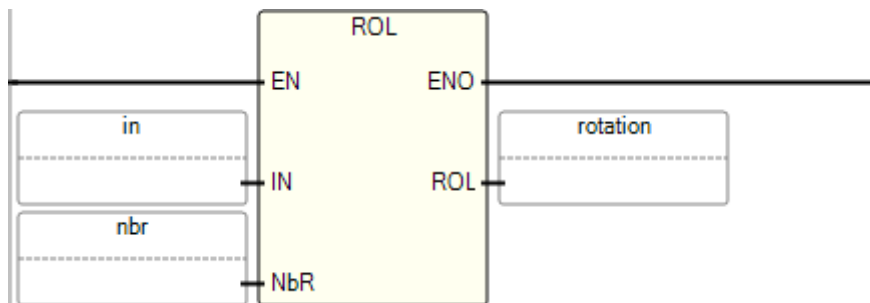 ROL
EN ENO
in rotation
IN ROL
nbr
NbR